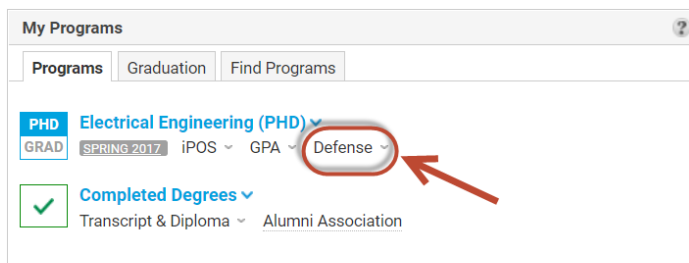 My Programs ?
Programs Graduation Find Programs
PHD Electrical Engineering (PHD)
GRAD SPRING 2017 iPOS GPA Defense
Completed Degrees
Transcript & Diploma Alumni Association